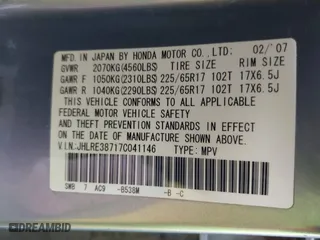 MFD. IN JAPAN BY HONDA MOTOR CO.,LTD. 02/'07
GVWR 2070KG(4560LBS) TIRE SIZE RIM SIZE
GAWR F 1050KG(2310LBS) 225/65R17 102T 17X6.5J
GAWR R 1040KG(2290LBS) 225/65R17 102T 17X6.5J
THIS VEHICLE CONFORMS TO ALL APPLICABLE
FEDERAL MOTOR VEHICLE SAFETY
AND THEFT PREVENTION STANDARDS IN EFFECT
ON THE DATE OF MANUFACTURE SHOWN ABOVE.
V.I.N.:JHLRE38717C041146 TYPE: MPV
SWB 7 AC9 -B538M -B -C
DREAMBID